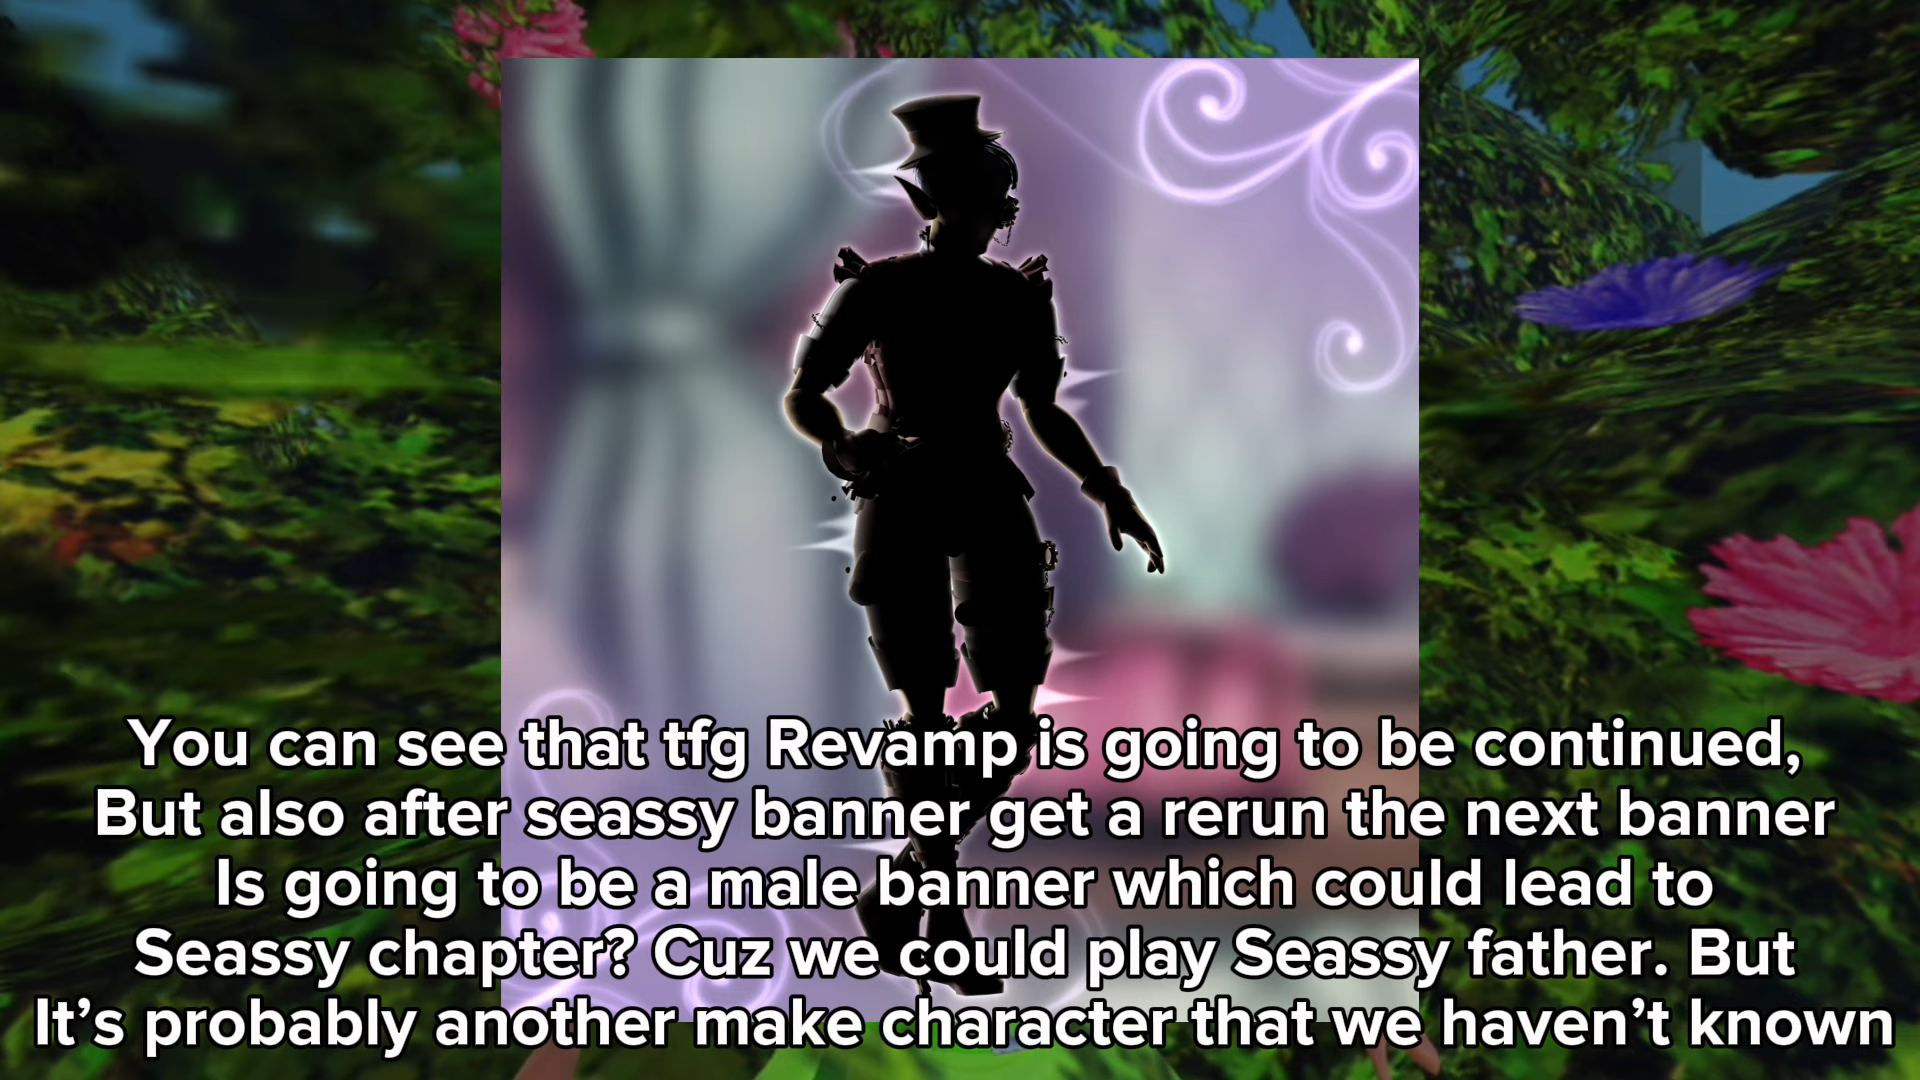 You can see that tfg Revamp is going to be continued,
But also after seassy banner get a rerun the next banner
Is going to be a male banner which could lead to
Seassy chapter? Cuz we could play Seassy father. But
It’s probably another make character that we haven’t known